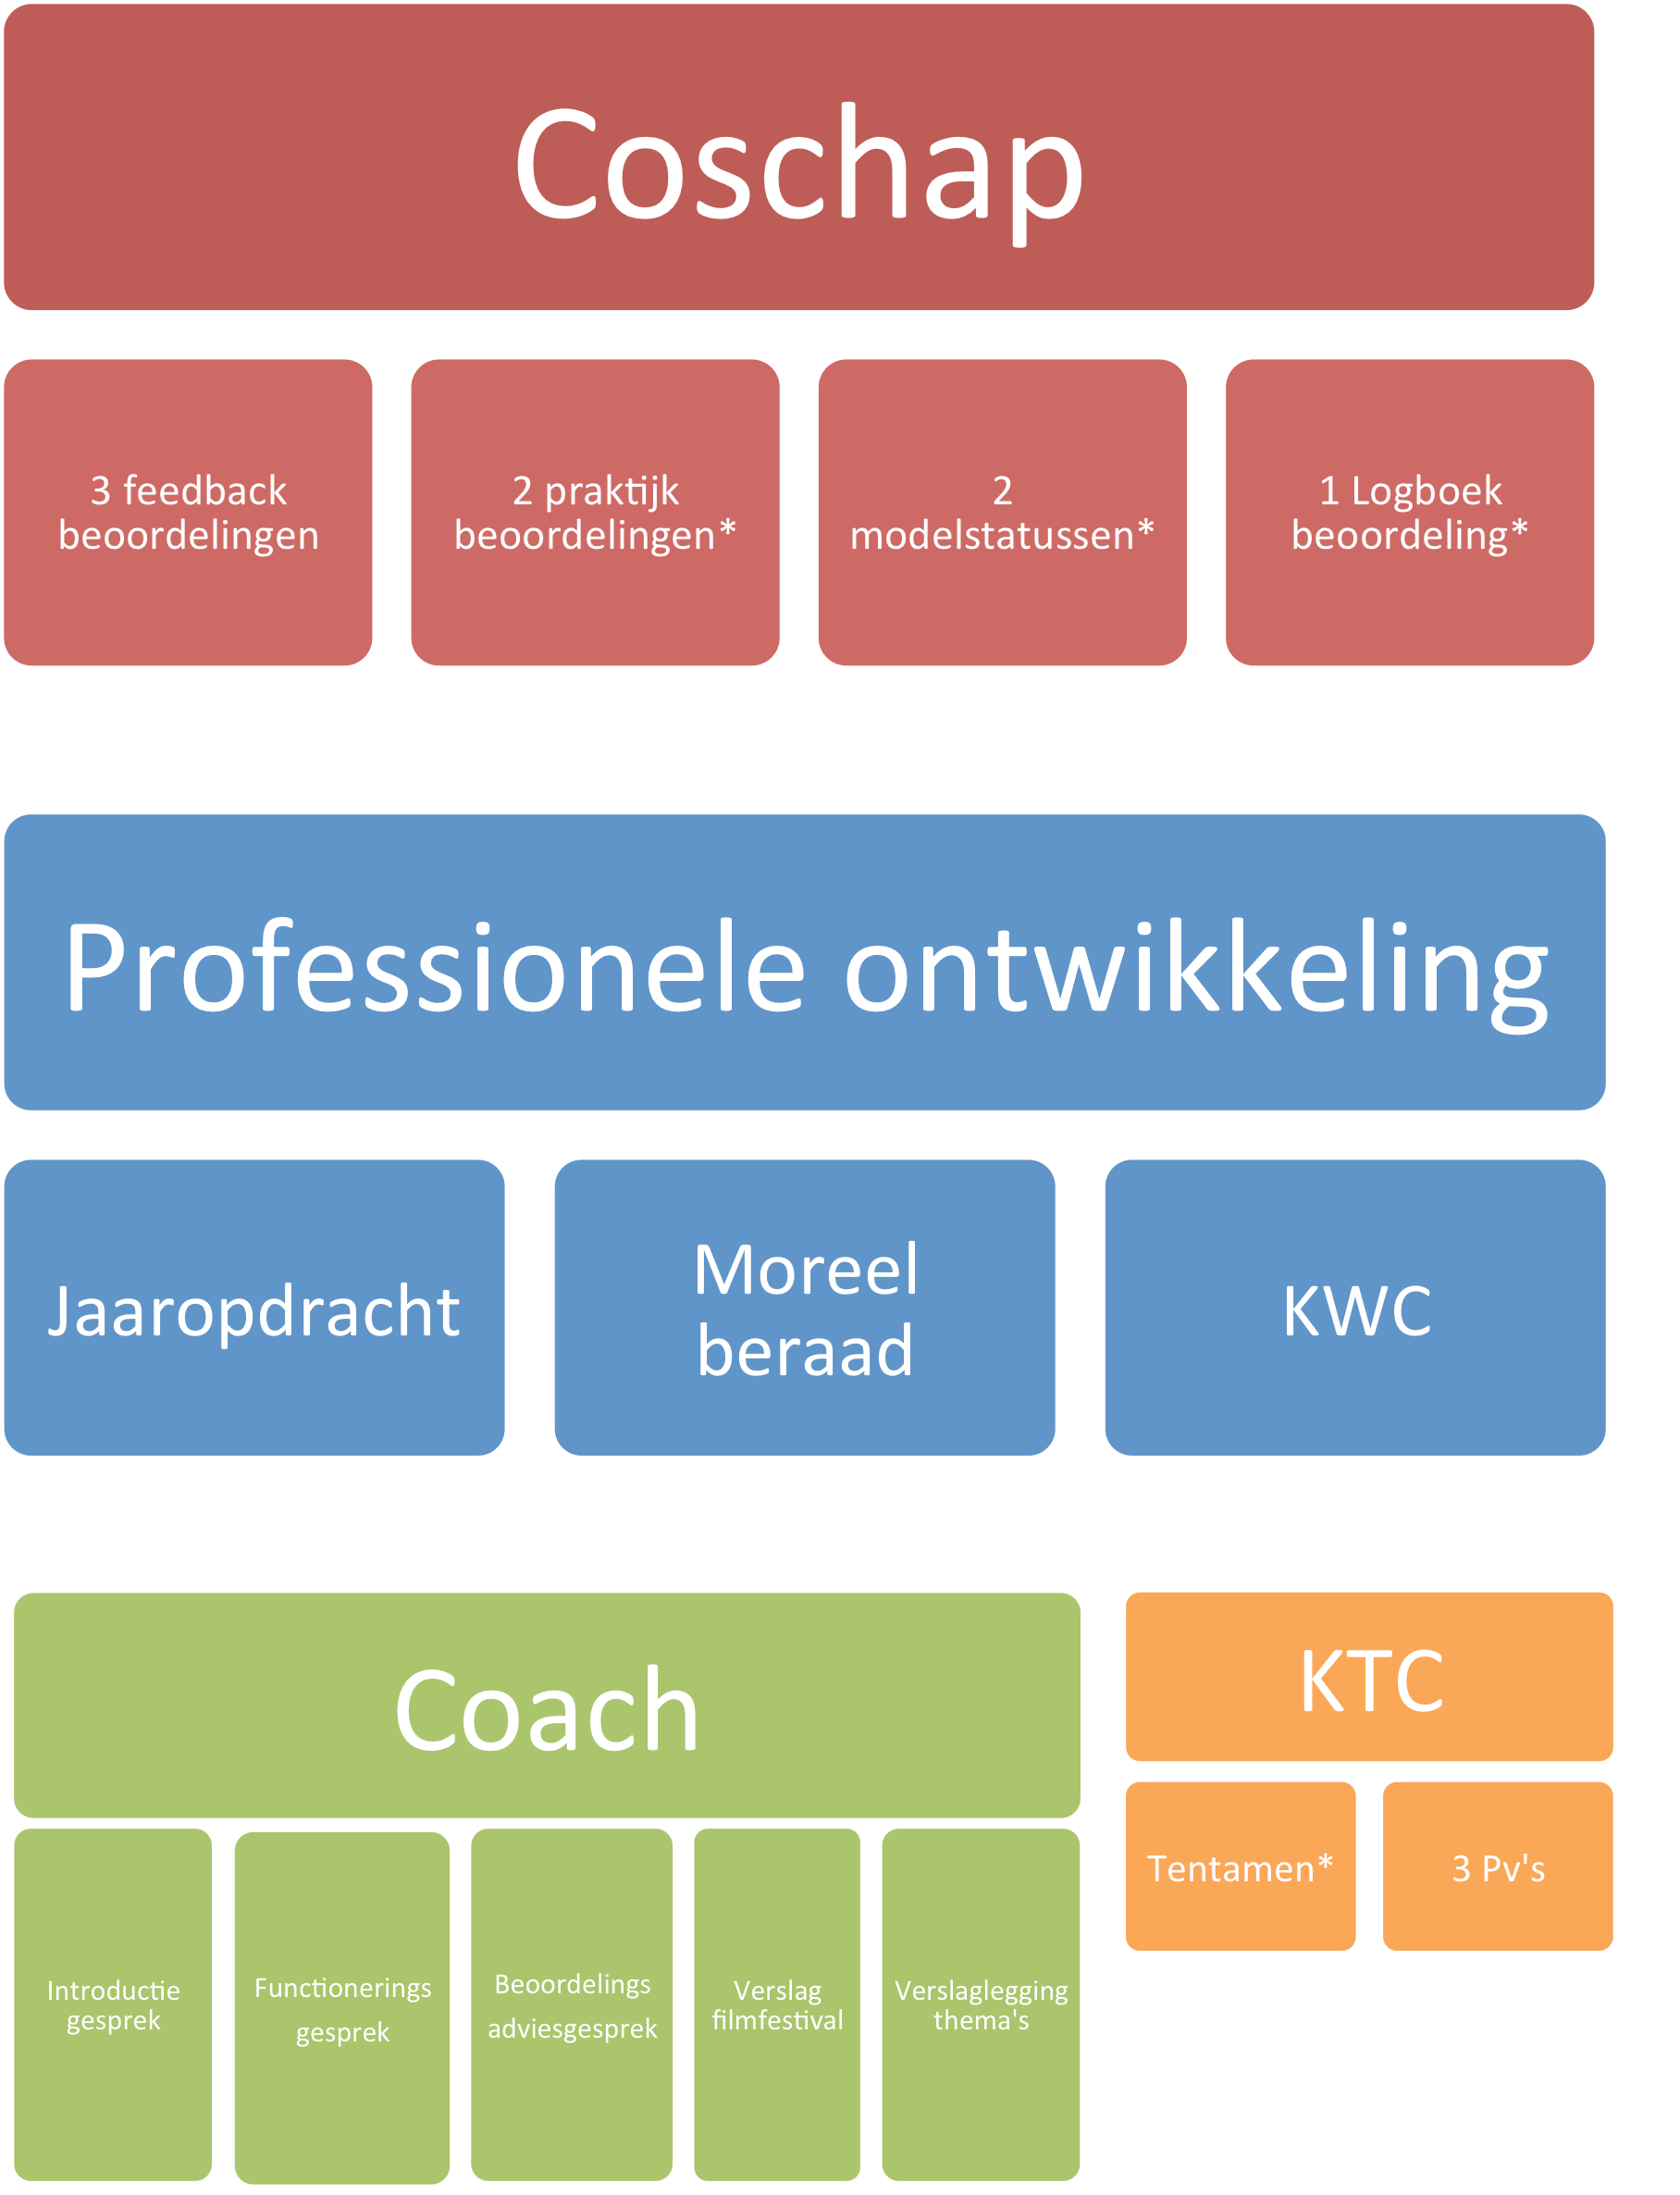 Coschap
3 feedback
beoordelingen
2 praktijk
beoordelingen*
2
modelstatussen*
1 Logboek
beoordeling*
Professionele ontwikkeling
Jaaropdracht
Moreel
beraad
KWC
Coach
Introductie
gesprek
Functionerings
gesprek
Beoordelings
adviesgesprek
Verslag
filmfestival
Verslaglegging
thema's
KTC
Tentamen*
3 Pv's